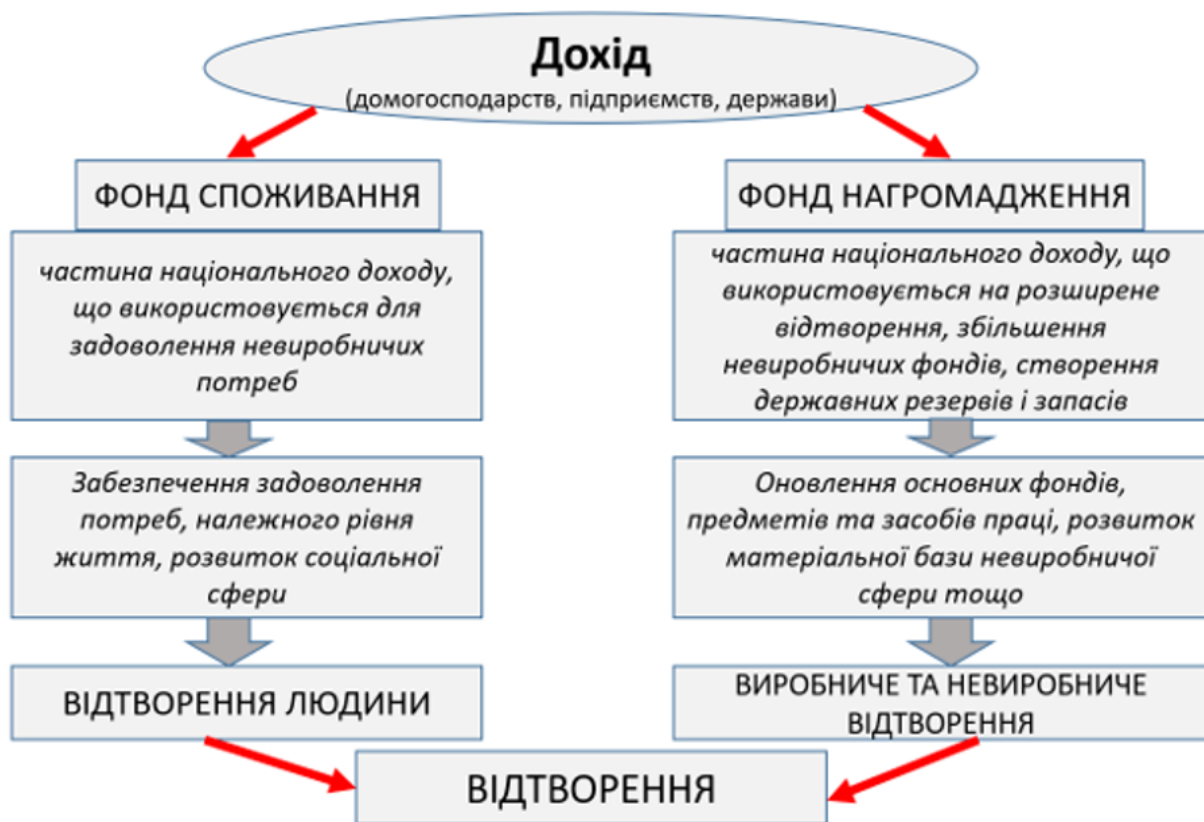 Дохід
(домогосподарств, підприємств, держави)
ФОНД СПОЖИВАННЯ
частина національного доходу,
що використовується для
задоволення невиробничих
потреб
Забезпечення задоволення
потреб, належного рівня
життя, розвиток соціальної
сфери
ВІДТВОРЕННЯ ЛЮДИНИ
ФОНД НАГРОМАДЖЕННЯ
частина національного доходу, що
використовується на розширене
відтворення, збільшення
невиробничих фондів, створення
державних резервів і запасів
Оновлення основних фондів,
предметів та засобів праці, розвиток
матеріальної бази невиробничої
сфери тощо
ВИРОБНИЧЕ ТА НЕВИРОБНИЧЕ
ВІДТВОРЕННЯ
ВІДТВОРЕННЯ